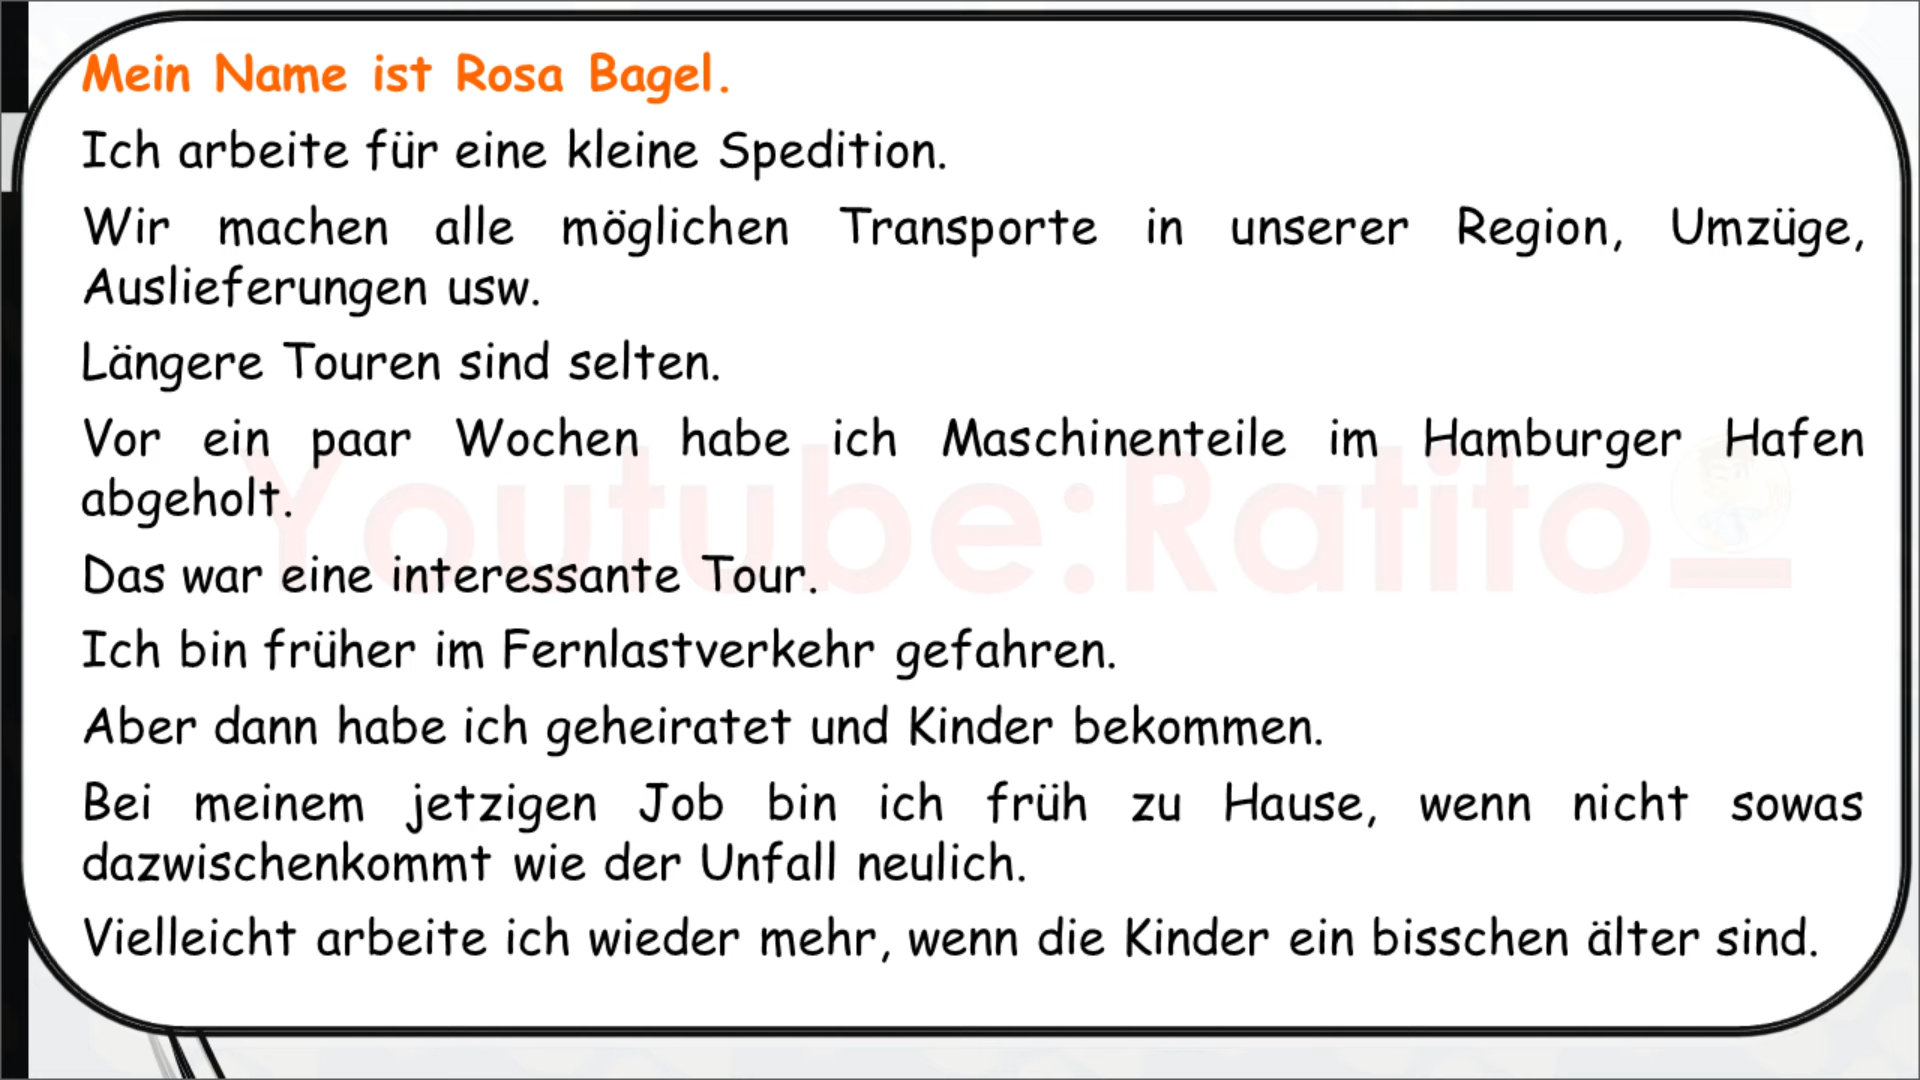 Mein Name ist Rosa Bagel.
Ich arbeite für eine kleine Spedition.
Wir machen alle möglichen Transporte in unserer Region, Umzüge,
Auslieferungen usw.
Längere Touren sind selten.
Vor ein paar Wochen habe ich Maschinenteile im Hamburger Hafen
abgeholt.
Youtube:Ratito_
Das war eine interessante Tour.
Ich bin früher im Fernlastverkehr gefahren.
Aber dann habe ich geheiratet und Kinder bekommen.
Bei meinem jetzigen Job bin ich früh zu Hause, wenn nicht sowas
dazwischenkommt wie der Unfall neulich.
Vielleicht arbeite ich wieder mehr, wenn die Kinder ein bisschen älter sind.